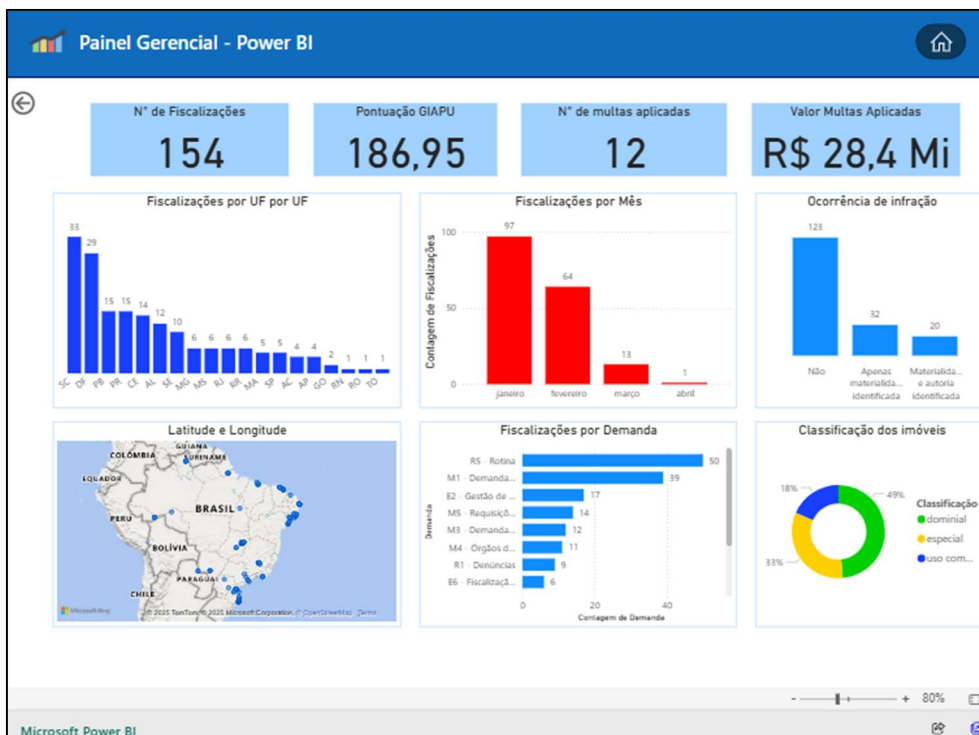 Painel Gerencial - Power BI
N° de Fiscalizações
154
Pontuação GIAPU
186,95
N° de multas aplicadas
12
Valor Multas Aplicadas
R$ 28,4 Mi
Fiscalizações por UF por UF
33
29
15
15
14
12
10
6
6
6
6
5
5
4
4
2
1
1
1
SC
DF
PB
PR
CE
AL
SE
MG
MS
RJ
RR
MA
SP
AC
AP
GO
RN
RO
TO
Fiscalizações por Mês
Contagem de Fiscalizações
100
50
0
97
64
13
1
janeiro
fevereiro
março
abril
Ocorrência de infração
123
32
20
Não
Apenas
materialida...
identificada
Materialida...
e autoria
identificada
Latitude e Longitude
GUIANA
COLÔMBIA
SURINAME
EQUADOR
BRASIL
PERU
BOLÍVIA
PARAGUAI
CHILE
Microsoft Bing
© 2025 TomTom, © 2025 Microsoft Corporation, © OpenStreetMap Terms
Fiscalizações por Demanda
Demanda
R5 - Rotina
50
M1 - Demanda...
39
E2 - Gestão de ...
17
M5 - Requisiçõ...
14
M3 - Demanda...
12
M4 - Órgãos d...
11
R1 - Denúncias
9
E6 - Fiscalizaçã...
6
0
20
40
Contagem de Demanda
Classificação dos imóveis
18%
49%
33%
Classificação
dominial
especial
uso com...
- + 80%
Microsoft Power BI